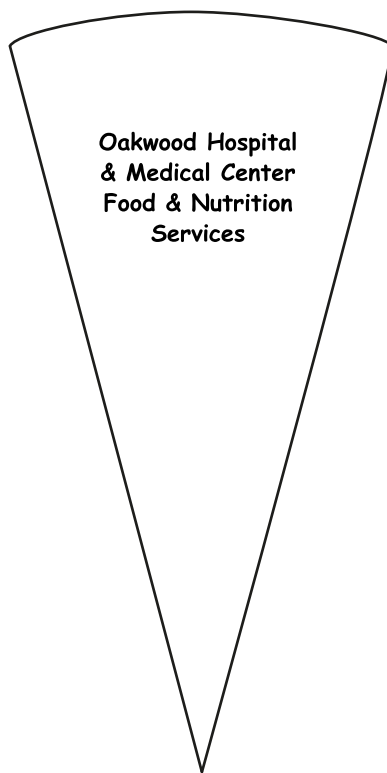 Oakwood Hospital
& Medical Center
Food & Nutrition
Services